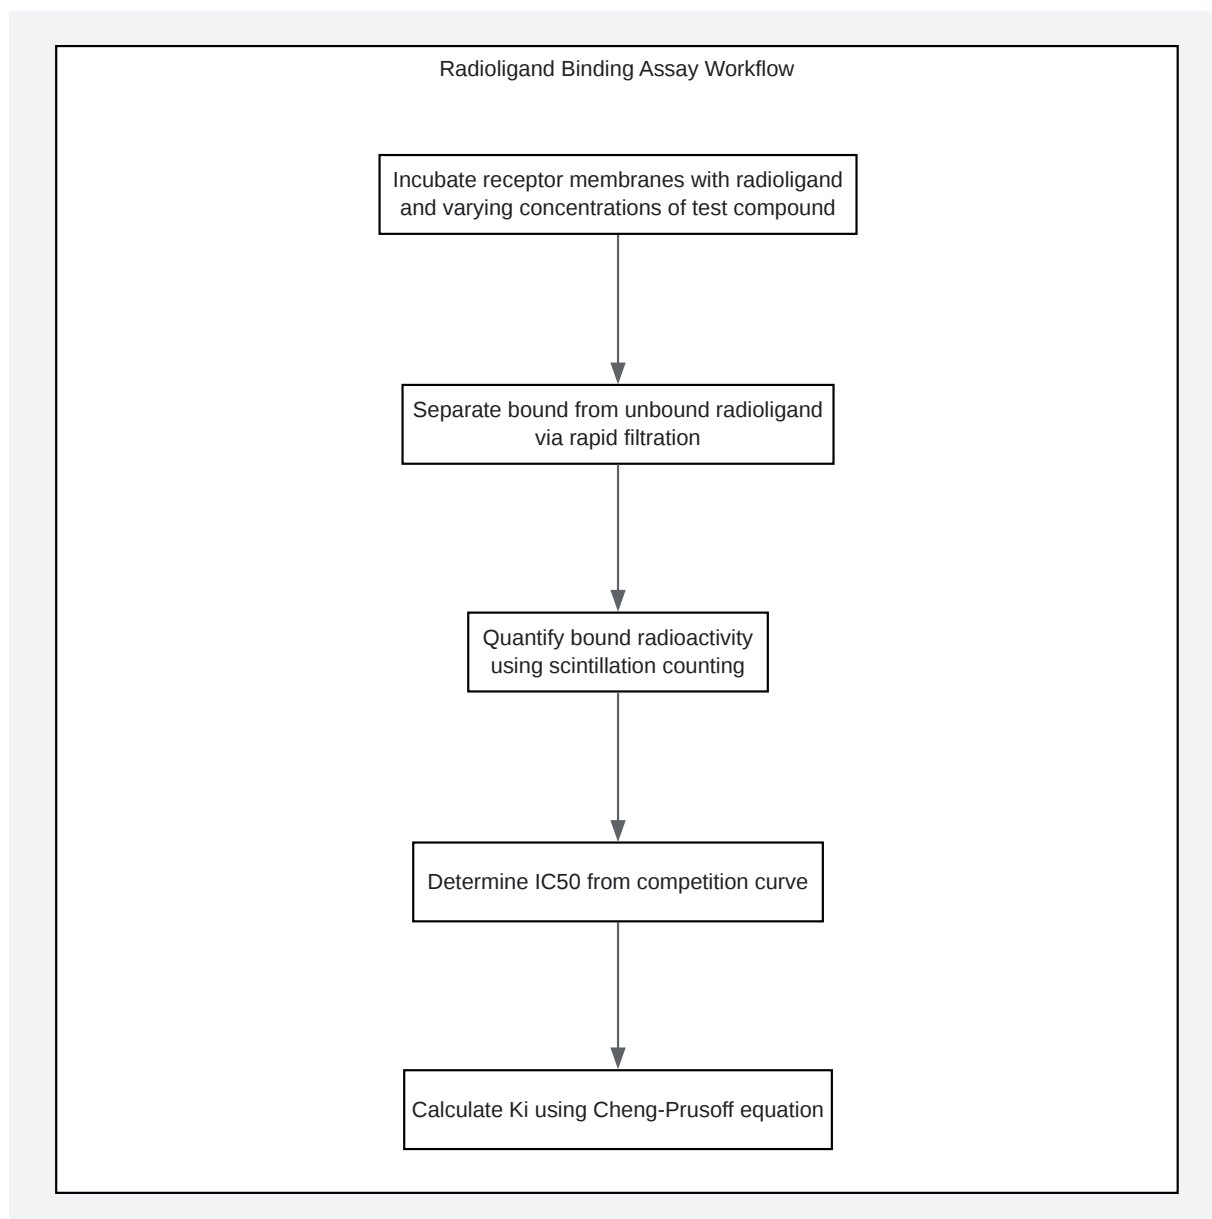 Radioligand Binding Assay Workflow
Incubate receptor membranes with radioligand
and varying concentrations of test compound
Separate bound from unbound radioligand
via rapid filtration
Quantify bound radioactivity
using scintillation counting
Determine IC50 from competition curve
Calculate Ki using Cheng-Prusoff equation